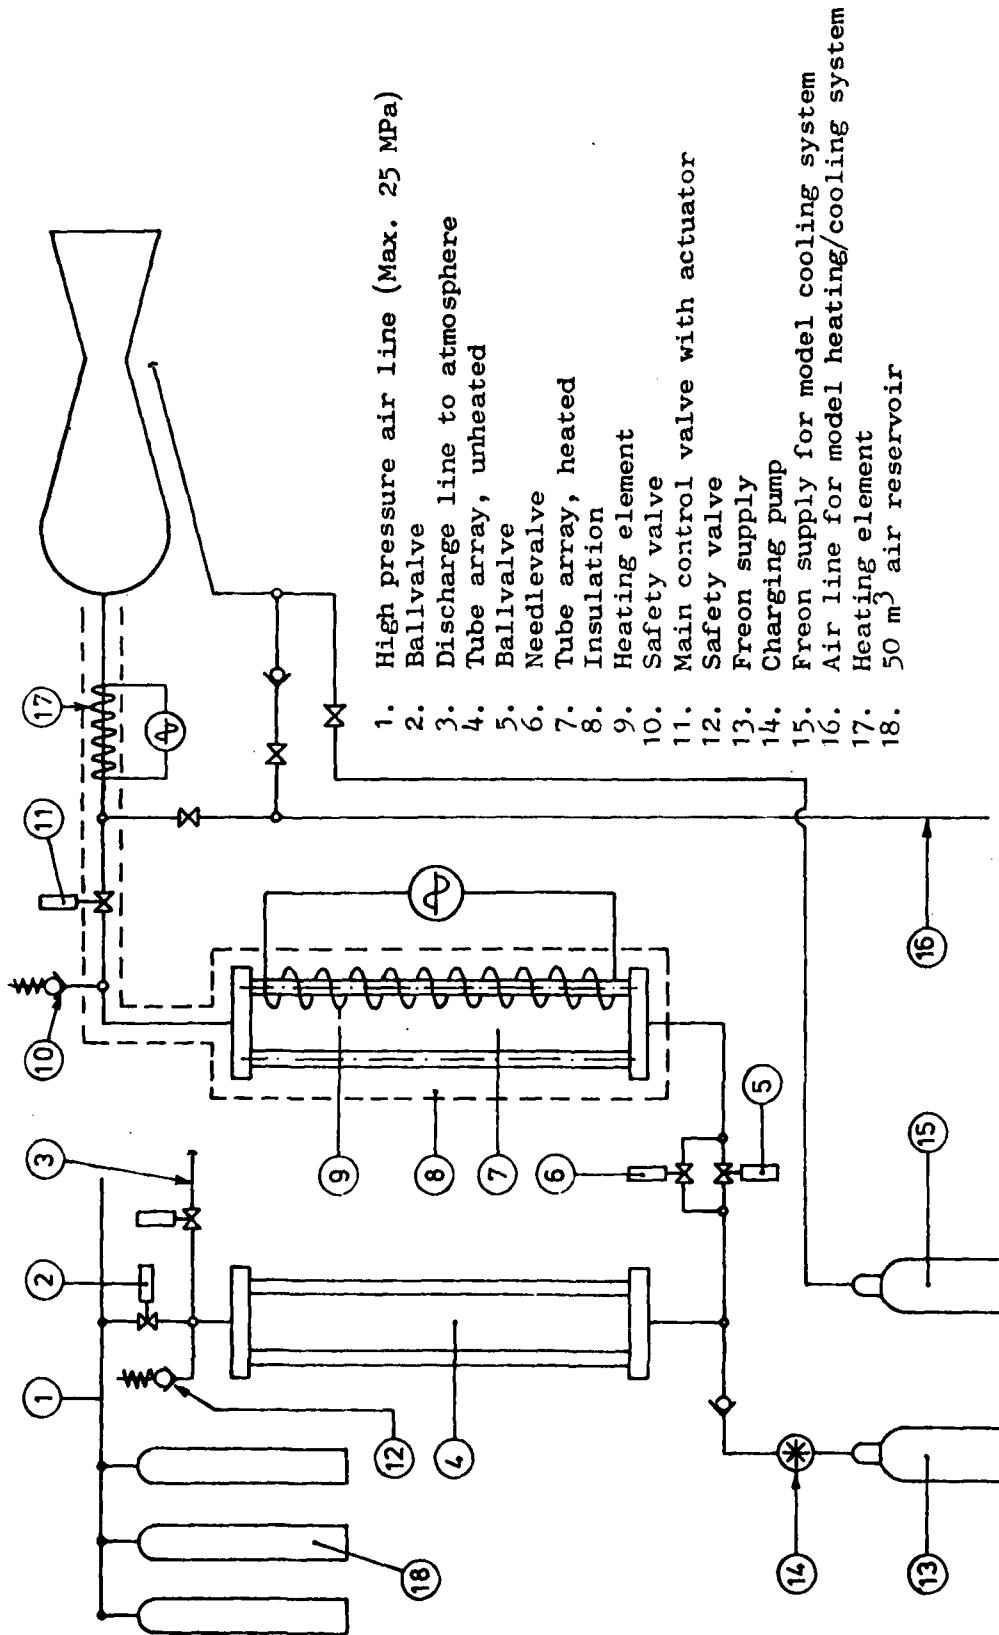 1. High pressure air line (Max. 25 MPa)
2. Ballvalve
3. Discharge line to atmosphere
4. Tube array, unheated
5. Ballvalve
6. Needlevalve
7. Tube array, heated
8. Insulation
9. Heating element
10. Safety valve
11. Main control valve with actuator
12. Safety valve
13. Freon supply
14. Charging pump
15. Freon supply for model cooling system
16. Air line for model heating/cooling system
17. Heating element
18. 50 m³ air reservoir
1
2
3
10
11
17
12
18
4
9
8
7
6
5
14
13
15
16